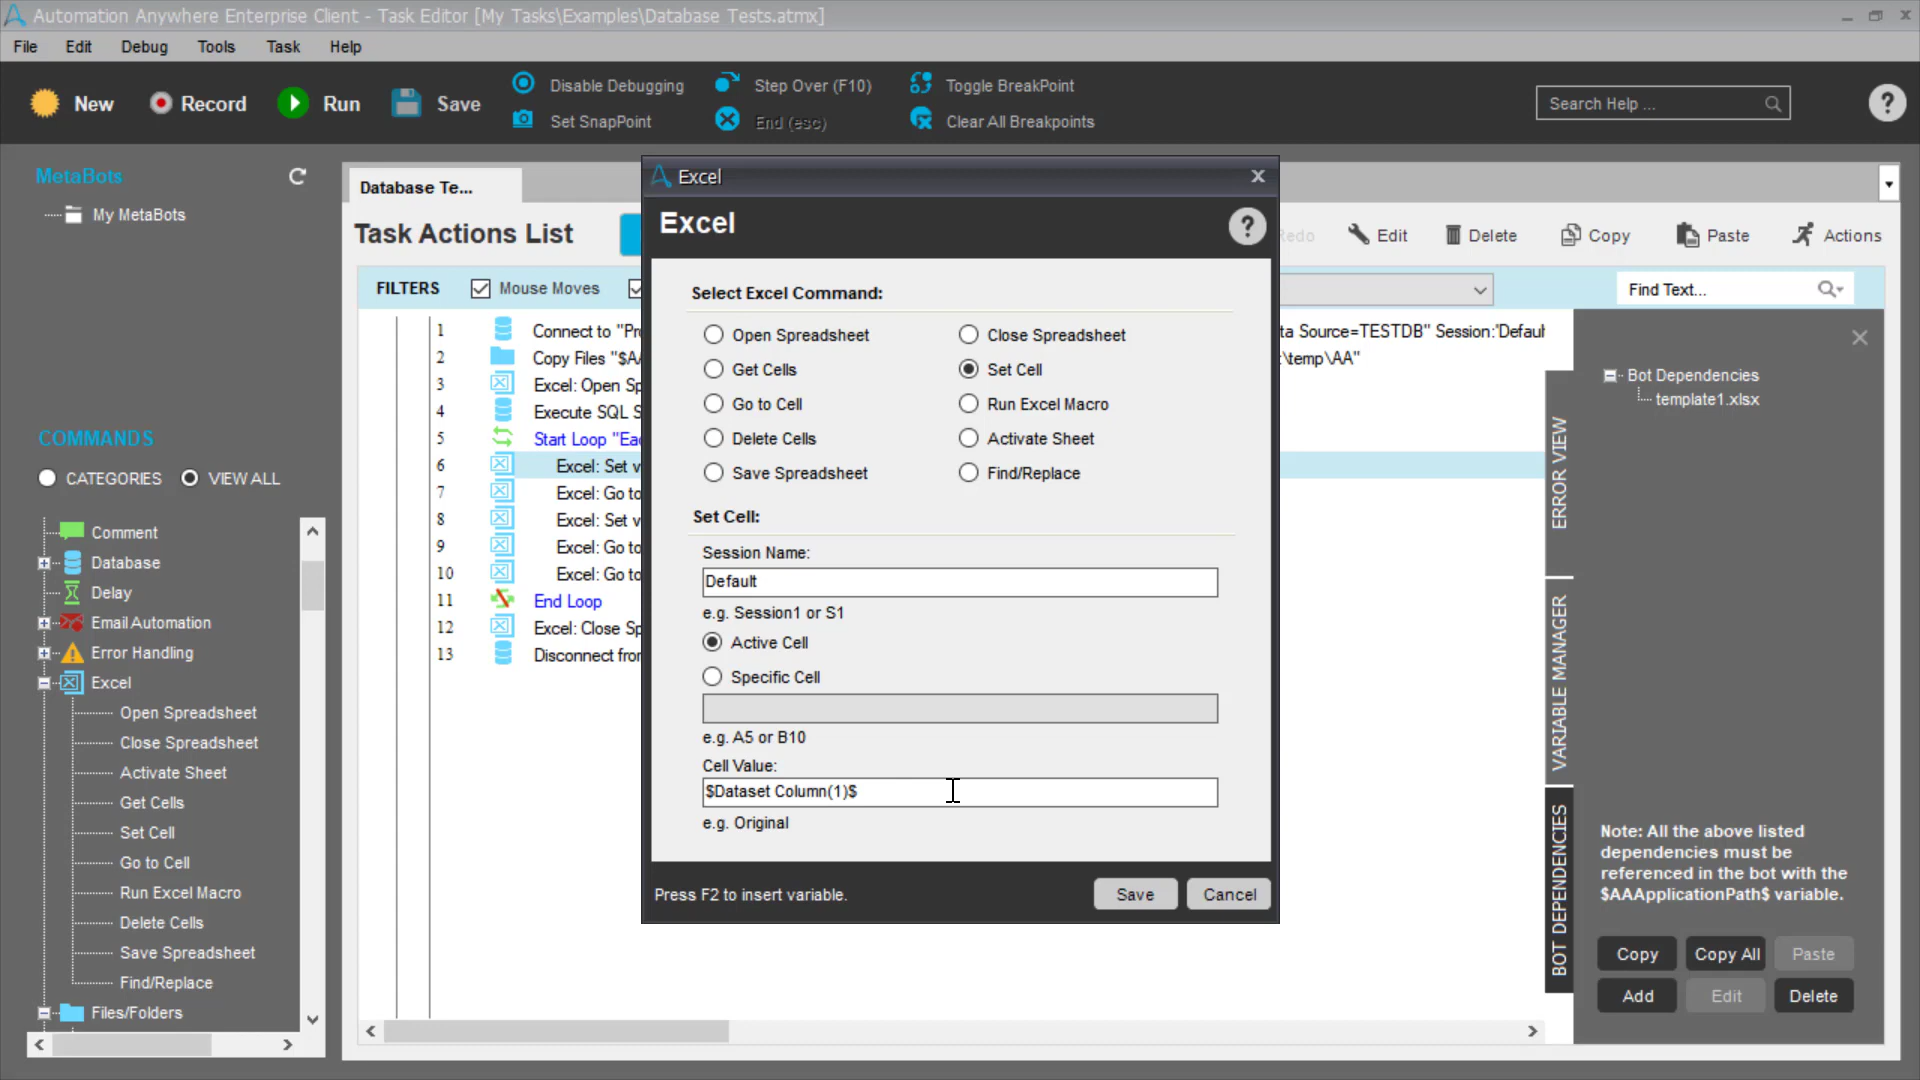 Automation Anywhere Enterprise Client - Task Editor [My Tasks\Examples\Database Tests.atmx]
File Edit Debug Tools Task Help
New Record Run Save
Disable Debugging Step Over (F10) Toggle BreakPoint
Set SnapPoint End (esc) Clear All Breakpoints
Search Help ...
?
MetaBots
My MetaBots
COMMANDS
CATEGORIES VIEW ALL
Comment
Database
Delay
Email Automation
Error Handling
Excel
Open Spreadsheet
Close Spreadsheet
Activate Sheet
Get Cells
Set Cell
Go to Cell
Run Excel Macro
Delete Cells
Save Spreadsheet
Find/Replace
Files/Folders
Database Te...
Task Actions List
Redo Edit Delete Copy Paste Actions
FILTERS Mouse Moves
Find Text...
1 Connect to "Pr
ta Source=TESTDB" Session:'Default
2 Copy Files "$A
:\temp\AA"
3 Excel: Open Sp
4 Execute SQL S
5 Start Loop "Eac
6 Excel: Set v
7 Excel: Go to
8 Excel: Set v
9 Excel: Go to
10 Excel: Go to
11 End Loop
12 Excel: Close Sp
13 Disconnect from
Excel
Excel
?
Select Excel Command:
Open Spreadsheet Close Spreadsheet
Get Cells Set Cell
Go to Cell Run Excel Macro
Delete Cells Activate Sheet
Save Spreadsheet Find/Replace
Set Cell:
Session Name:
Default
e.g. Session1 or S1
Active Cell
Specific Cell
e.g. A5 or B10
Cell Value:
$Dataset Column(1)$
e.g. Original
Press F2 to insert variable.
Save Cancel
ERROR VIEW
VARIABLE MANAGER
BOT DEPENDENCIES
Bot Dependencies
template1.xlsx
Note: All the above listed
dependencies must be
referenced in the bot with the
$AAApplicationPath$ variable.
Copy Copy All Paste
Add Edit Delete